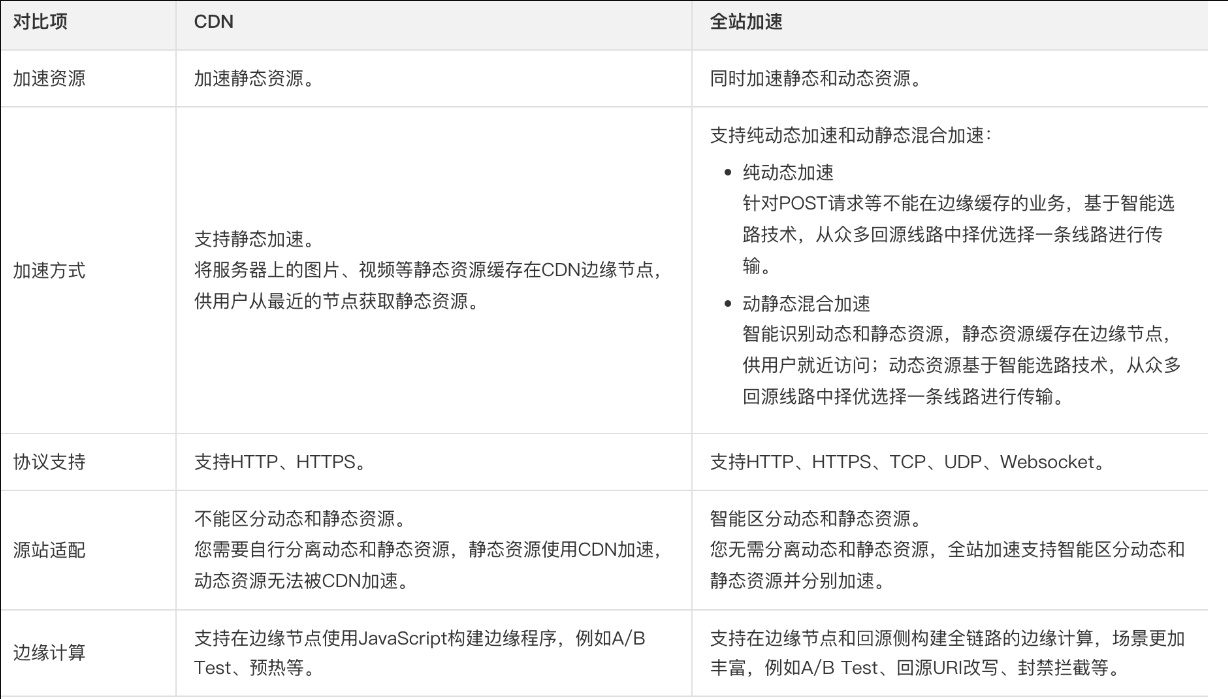 对比项
CDN
全站加速
加速资源
加速静态资源。
同时加速静态和动态资源。
加速方式
支持静态加速。
将服务器上的图片、视频等静态资源缓存在CDN边缘节点，
供用户从最近的节点获取静态资源。
支持纯动态加速和动静态混合加速：
• 纯动态加速
针对POST请求等不能在边缘缓存的业务，基于智能选
路技术，从众多回源线路中择优选择一条线路进行传
输。
• 动静态混合加速
智能识别动态和静态资源，静态资源缓存在边缘节点，
供用户就近访问；动态资源基于智能选路技术，从众多
回源线路中择优选择一条线路进行传输。
协议支持
支持HTTP、HTTPS。
支持HTTP、HTTPS、TCP、UDP、Websocket。
源站适配
不能区分动态和静态资源。
您需要自行分离动态和静态资源，静态资源使用CDN加速，
动态资源无法被CDN加速。
智能区分动态和静态资源。
您无需分离动态和静态资源，全站加速支持智能区分动态和
静态资源并分别加速。
边缘计算
支持在边缘节点使用JavaScript构建边缘程序，例如A/B
Test、预热等。
支持在边缘节点和回源侧构建全链路的边缘计算，场景更加
丰富，例如A/B Test、回源URI改写、封禁拦截等。